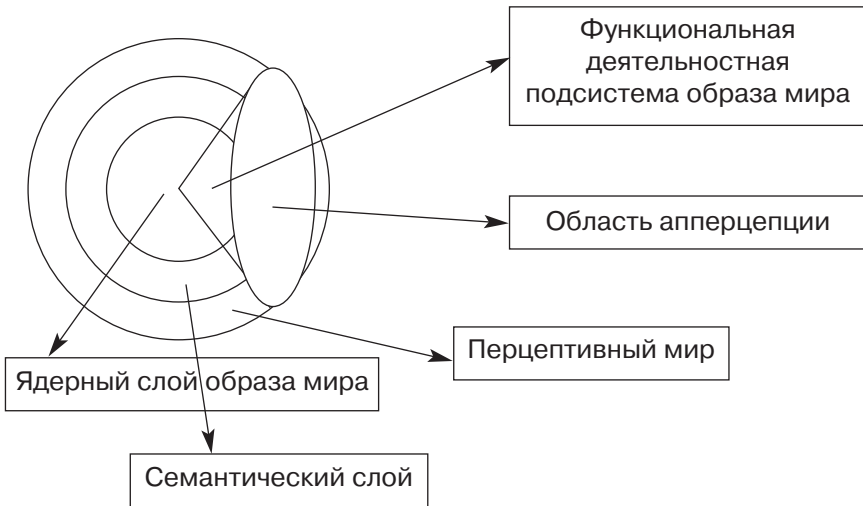 Функциональная
деятельностная
подсистема образа мира
Область апперцепции
Перцептивный мир
Ядерный слой образа мира
Семантический слой